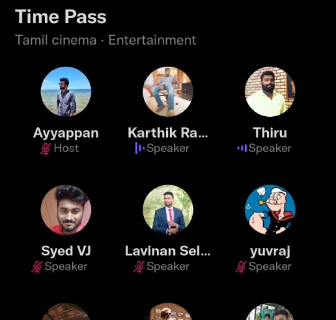 Time Pass
Tamil cinema · Entertainment
Ayyappan
Karthik Ra...
Thiru
Host
Speaker
Speaker
Syed VJ
Lavinan Sel...
yuvraj
Speaker
Speaker
Speaker